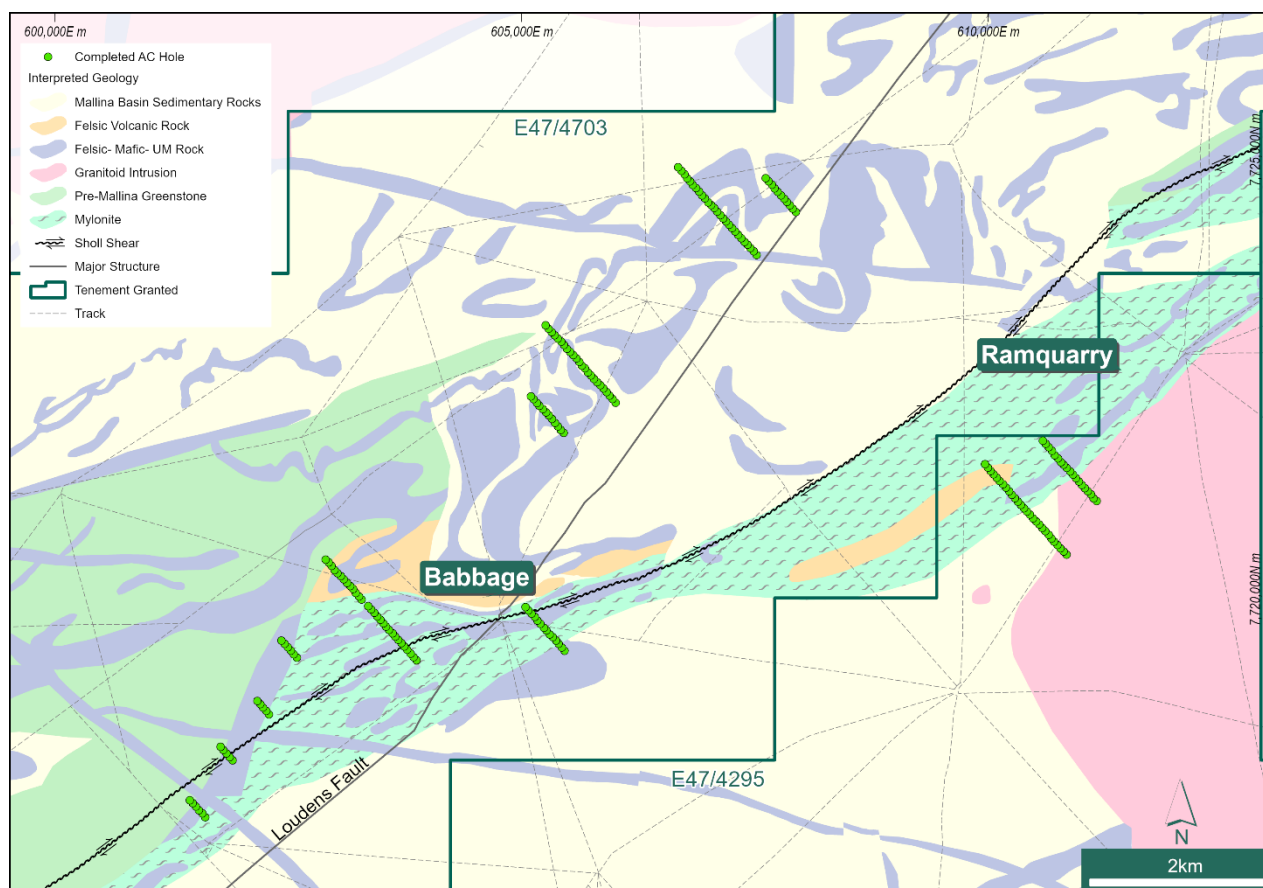 600,000E m
605,000E m
610,000E m
Completed AC Hole
Interpreted Geology
Mallina Basin Sedimentary Rocks
Felsic Volcanic Rock
Felsic- Mafic- UM Rock
Granitoid Intrusion
Pre-Mallina Greenstone
Mylonite
Sholl Shear
Major Structure
Tenement Granted
Track
E47/4703
7,725,000N m
Ramquarry
Babbage
7,720,000N m
E47/4295
Loudens Fault
N
2km